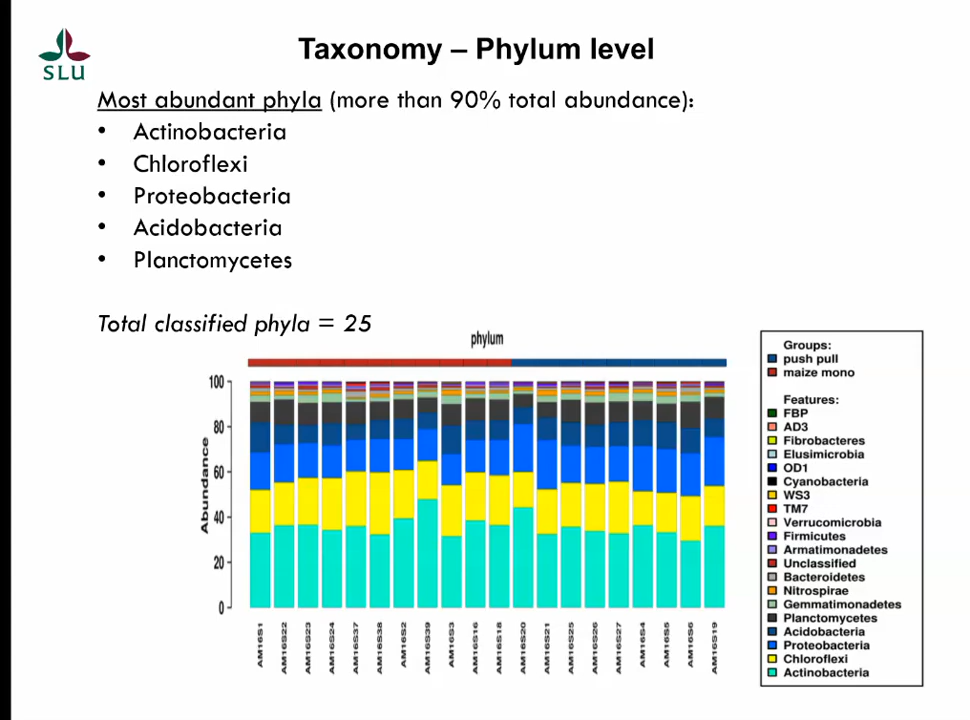 SLU
Taxonomy – Phylum level
Most abundant phyla (more than 90% total abundance):
• Actinobacteria
• Chloroflexi
• Proteobacteria
• Acidobacteria
• Planctomycetes
Total classified phyla = 25
phylum
Abundance
100
80
60
40
20
0
AM16S1
AM16S22
AM16S23
AM16S24
AM16S37
AM16S38
AM16S2
AM16S39
AM16S3
AM16S16
AM16S18
AM16S20
AM16S21
AM16S25
AM16S26
AM16S27
AM16S4
AM16S5
AM16S6
AM16S19
Groups:
push pull
maize mono
Features:
FBP
AD3
Fibrobacteres
Elusimicrobia
OD1
Cyanobacteria
WS3
TM7
Verrucomicrobia
Firmicutes
Armatimonadetes
Unclassified
Bacteroidetes
Nitrospirae
Gemmatimonadetes
Planctomycetes
Acidobacteria
Proteobacteria
Chloroflexi
Actinobacteria